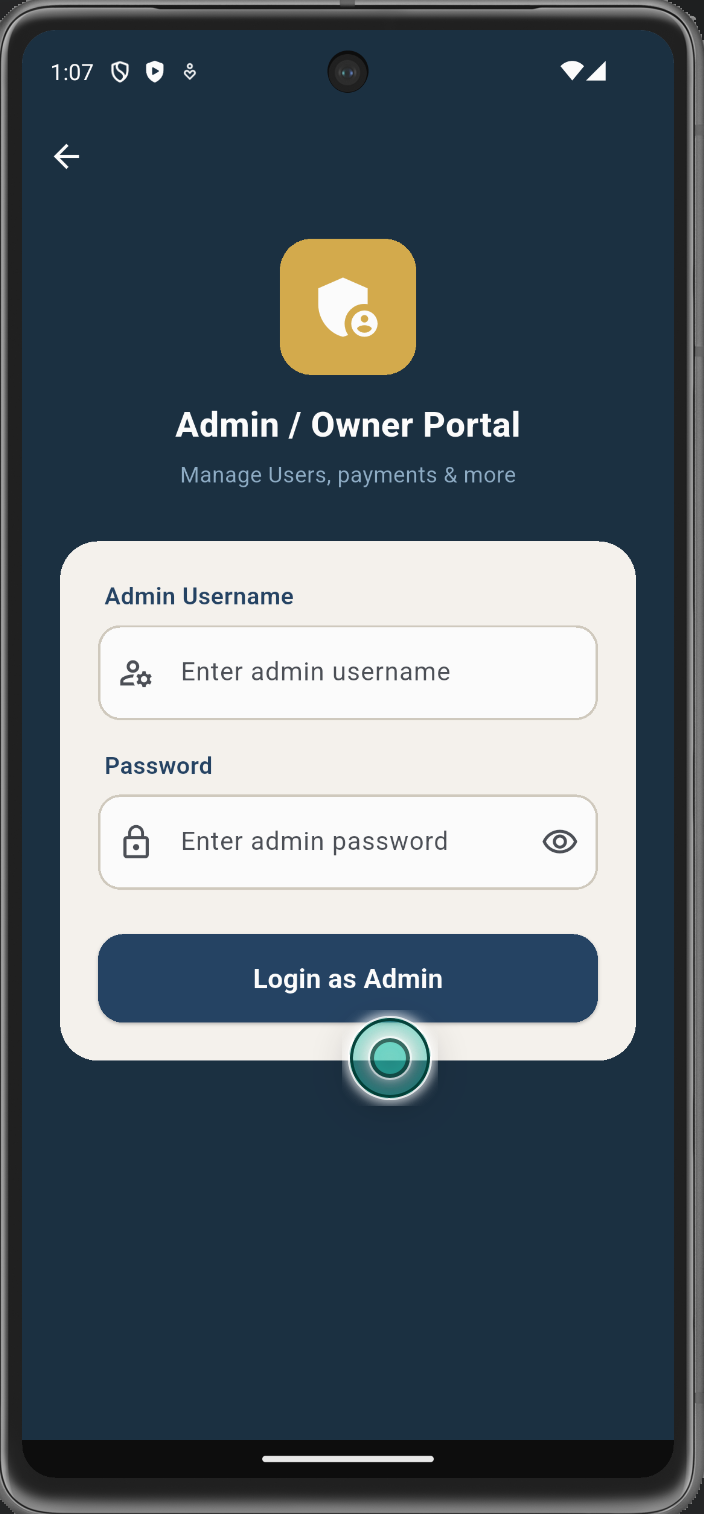 1:07
Admin / Owner Portal
Manage Users, payments & more
Admin Username
Enter admin username
Password
Enter admin password
Login as Admin